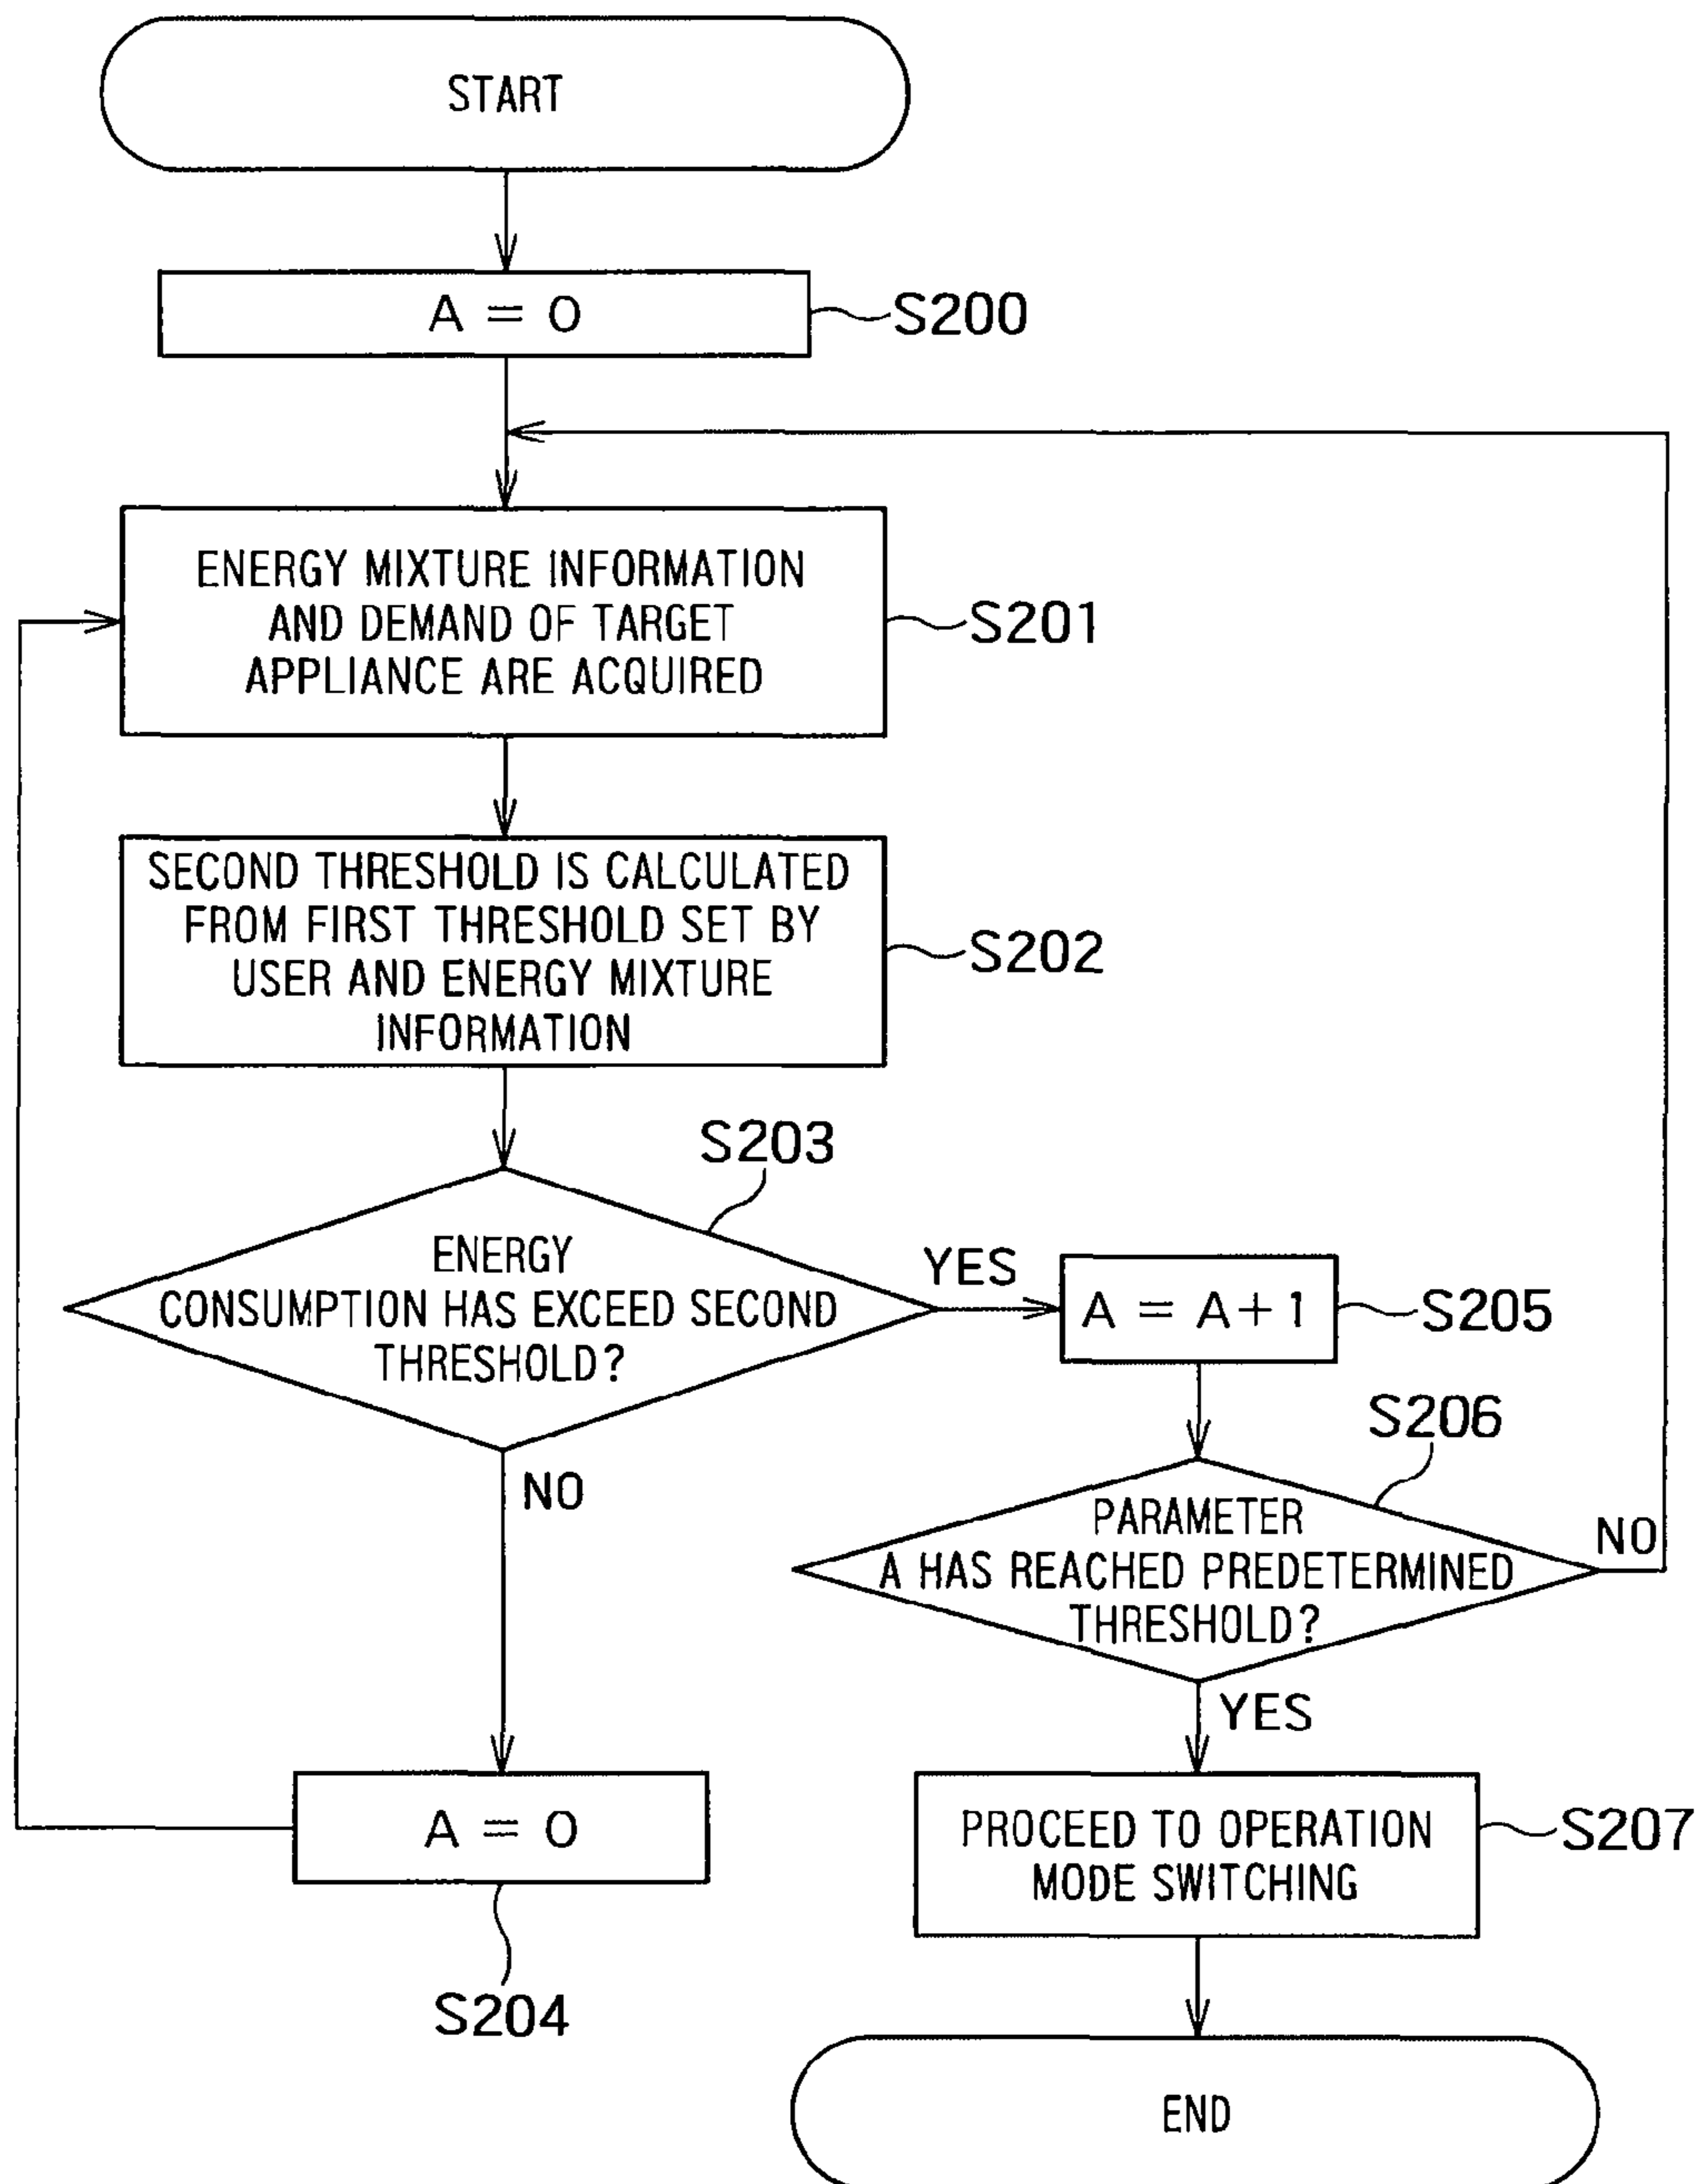 START
A = 0
S200
ENERGY MIXTURE INFORMATION
AND DEMAND OF TARGET
APPLIANCE ARE ACQUIRED
S201
SECOND THRESHOLD IS CALCULATED
FROM FIRST THRESHOLD SET BY
USER AND ENERGY MIXTURE
INFORMATION
S202
S203
ENERGY
CONSUMPTION HAS EXCEED SECOND
THRESHOLD?
YES
A = A+1
S205
NO
S206
PARAMETER
A HAS REACHED PREDETERMINED
THRESHOLD?
NO
YES
A = 0
S204
PROCEED TO OPERATION
MODE SWITCHING
S207
END